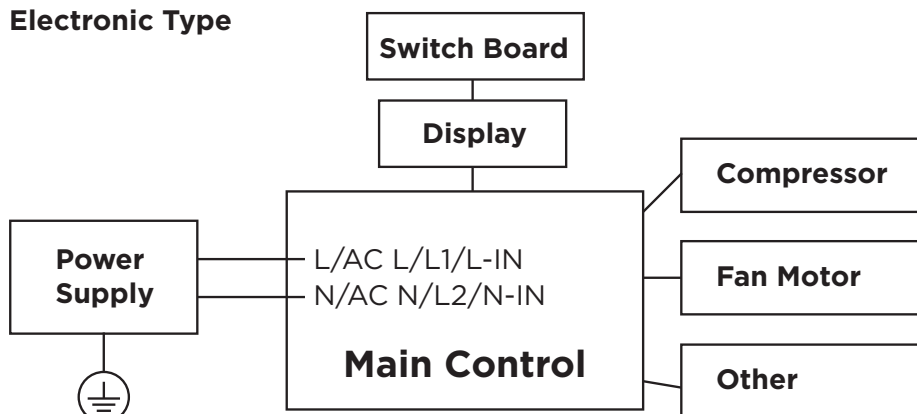 Electronic Type
Switch Board
Display
Compressor
Power
Supply
L/AC L/L1/L-IN
N/AC N/L2/N-IN
Main Control
Fan Motor
Other